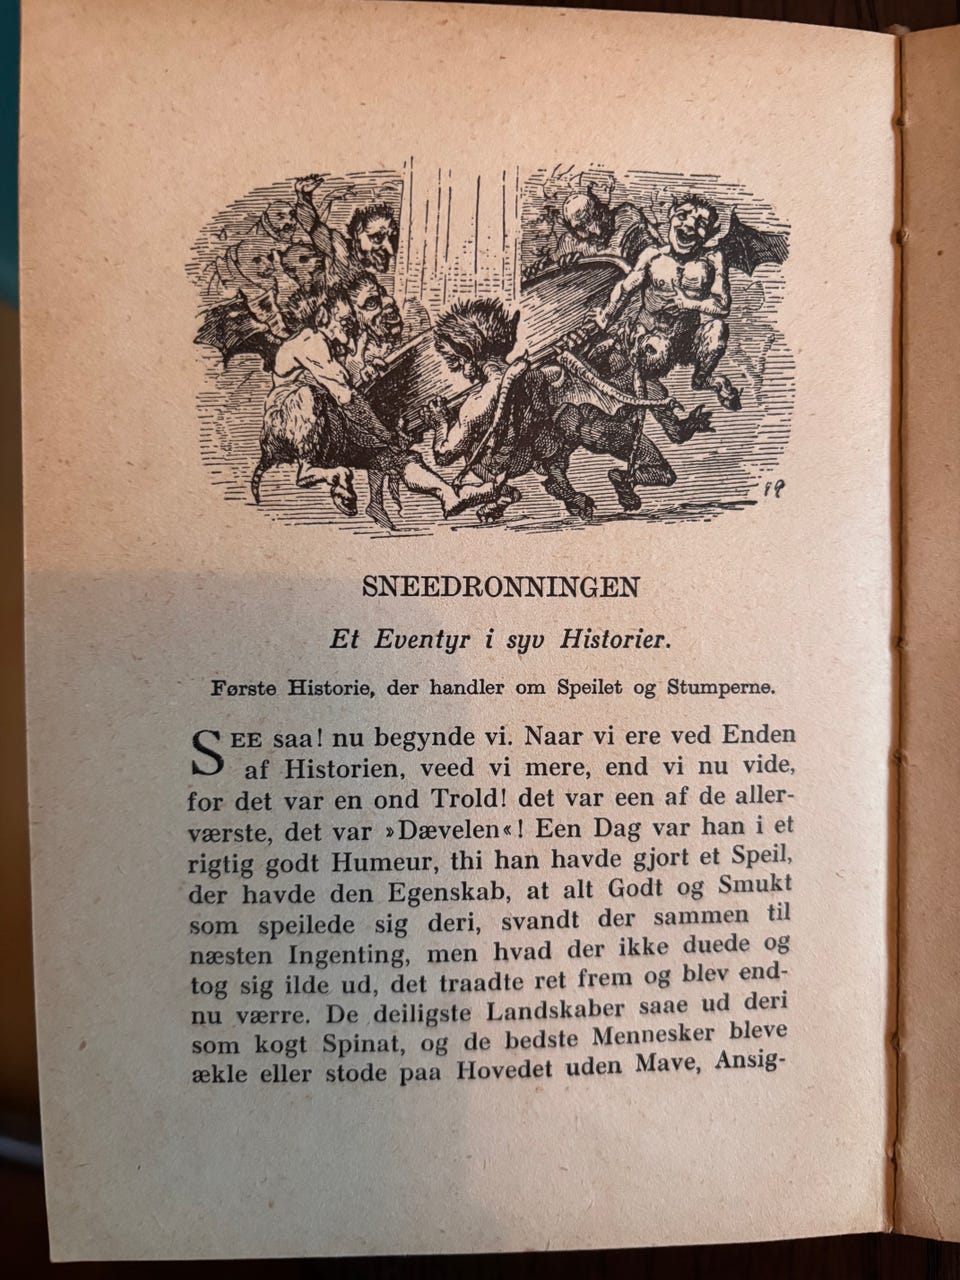 SNEEDRONNINGEN
Et Eventyr i syv Historier.
Første Historie, der handler om Speilet og Stumperne.
SEE saa! nu begynde vi. Naar vi ere ved Enden
af Historien, veed vi mere, end vi nu vide,
for det var en ond Trold! det var een af de aller-
værste, det var »Dævelen«! Een Dag var han i et
rigtig godt Humeur, thi han havde gjort et Speil,
der havde den Egenskab, at alt Godt og Smukt
som speilede sig deri, svandt der sammen til
næsten Ingenting, men hvad der ikke duede og
tog sig ilde ud, det traadte ret frem og blev end-
nu værre. De deiligste Landskaber saae ud deri
som kogt Spinat, og de bedste Mennesker bleve
ækle eller stode paa Hovedet uden Mave, Ansig-